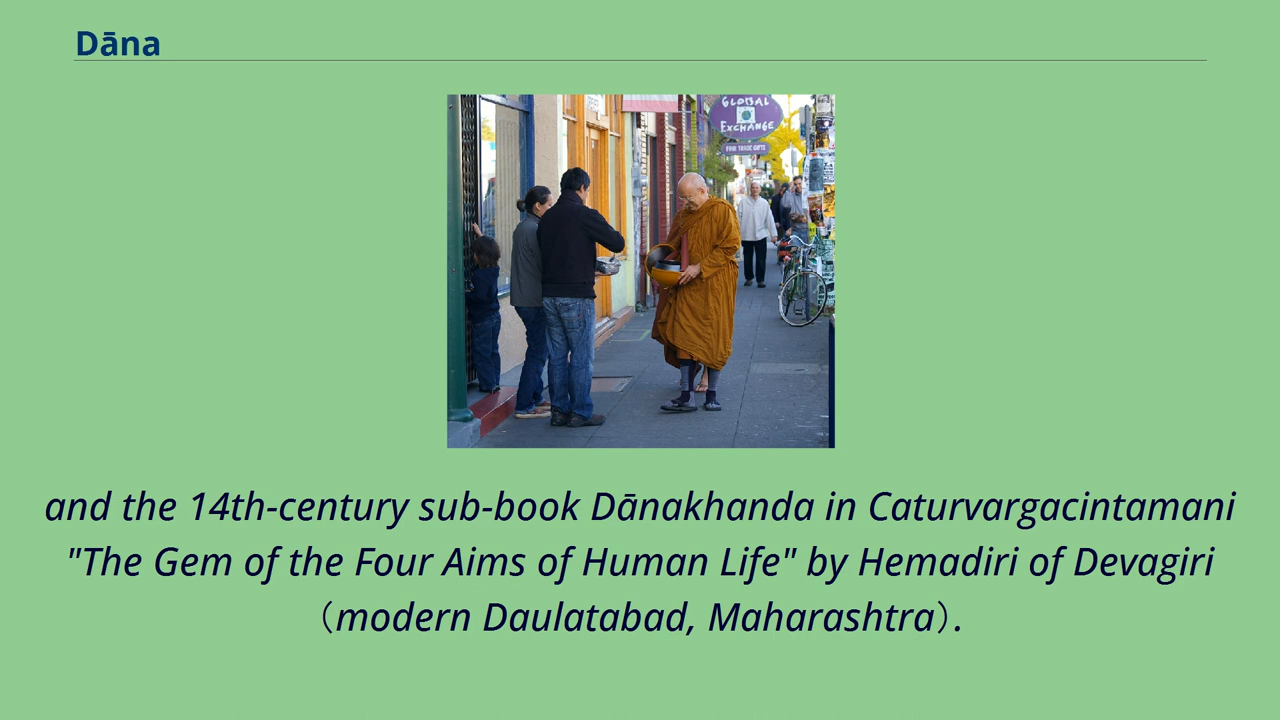 Dāna
GLOBAL
EXCHANGE
FAIR TRADE GIFTS
and the 14th-century sub-book Dānakhanda in Caturvargacintamani
"The Gem of the Four Aims of Human Life" by Hemadiri of Devagiri
（modern Daulatabad, Maharashtra）.